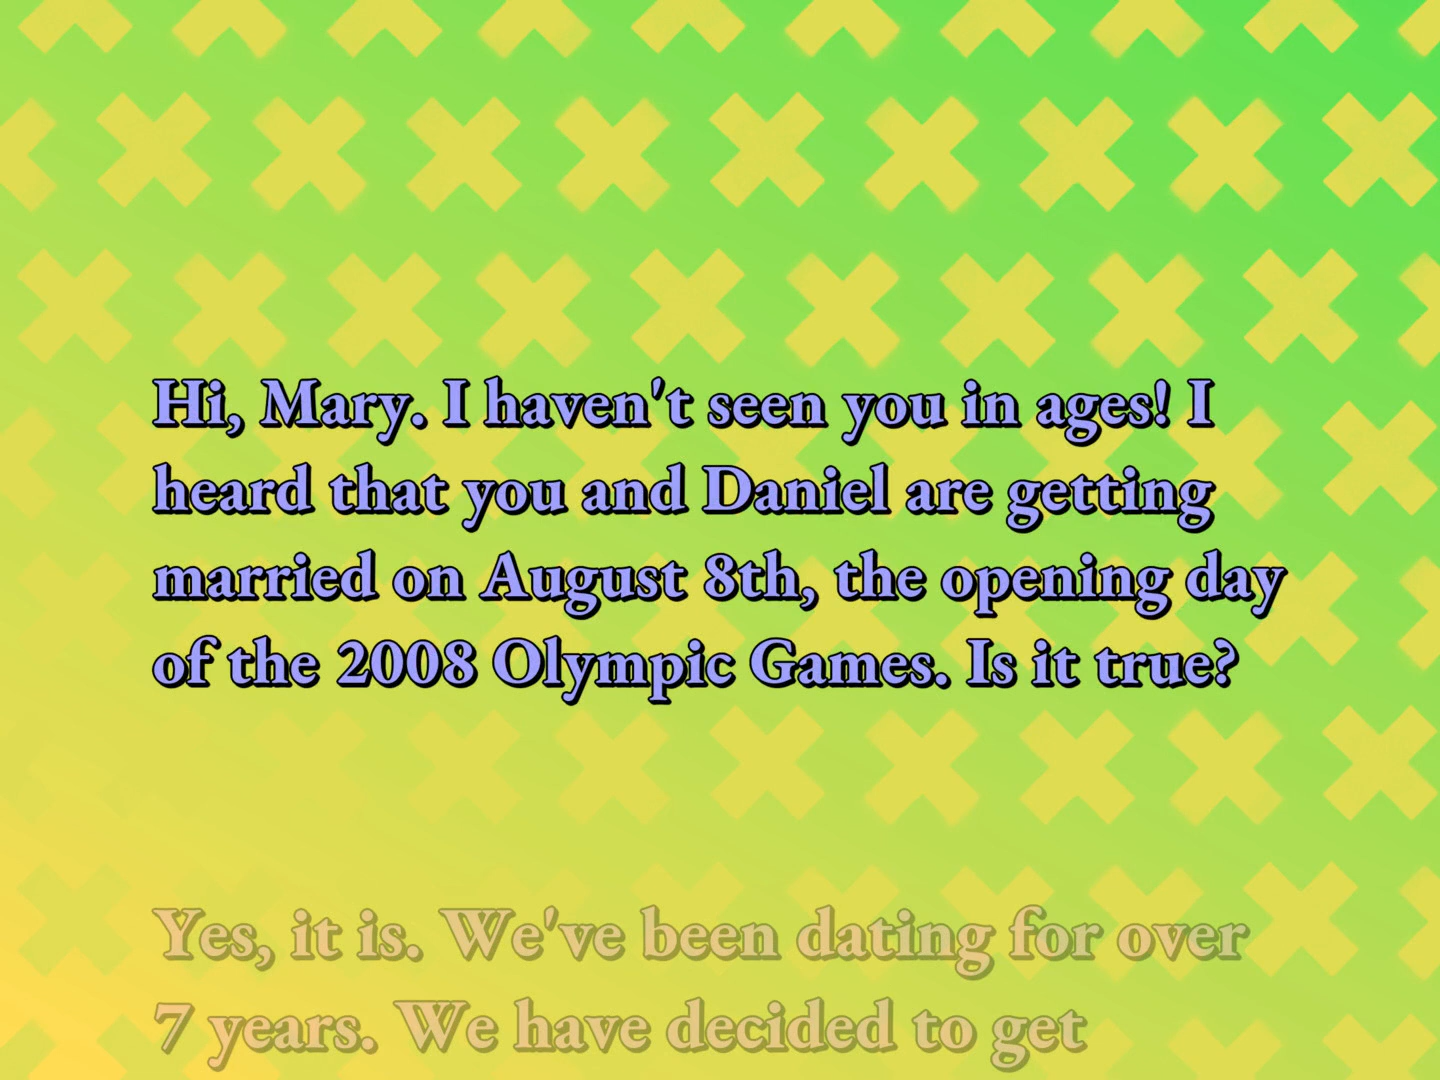 Hi, Mary. I haven't seen you in ages! I
heard that you and Daniel are getting
married on August 8th, the opening day
of the 2008 Olympic Games. Is it true?
Yes, it is. We've been dating for over
7 years. We have decided to get